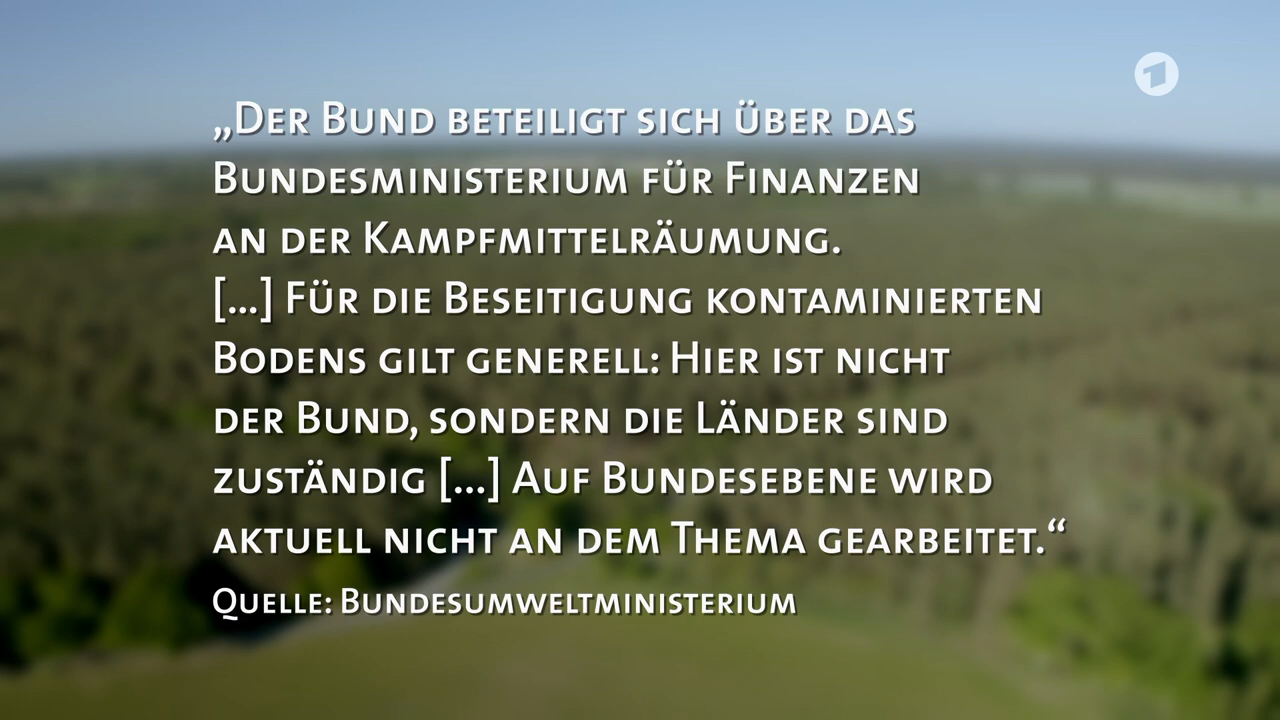 „Der Bund beteiligt sich über das
Bundesministerium für Finanzen
an der Kampfmittelräumung.
[...] Für die Beseitigung kontaminierten
Bodens gilt generell: Hier ist nicht
der Bund, sondern die Länder sind
zuständig [...] Auf Bundesebene wird
aktuell nicht an dem Thema gearbeitet.“
Quelle: Bundesumweltministerium